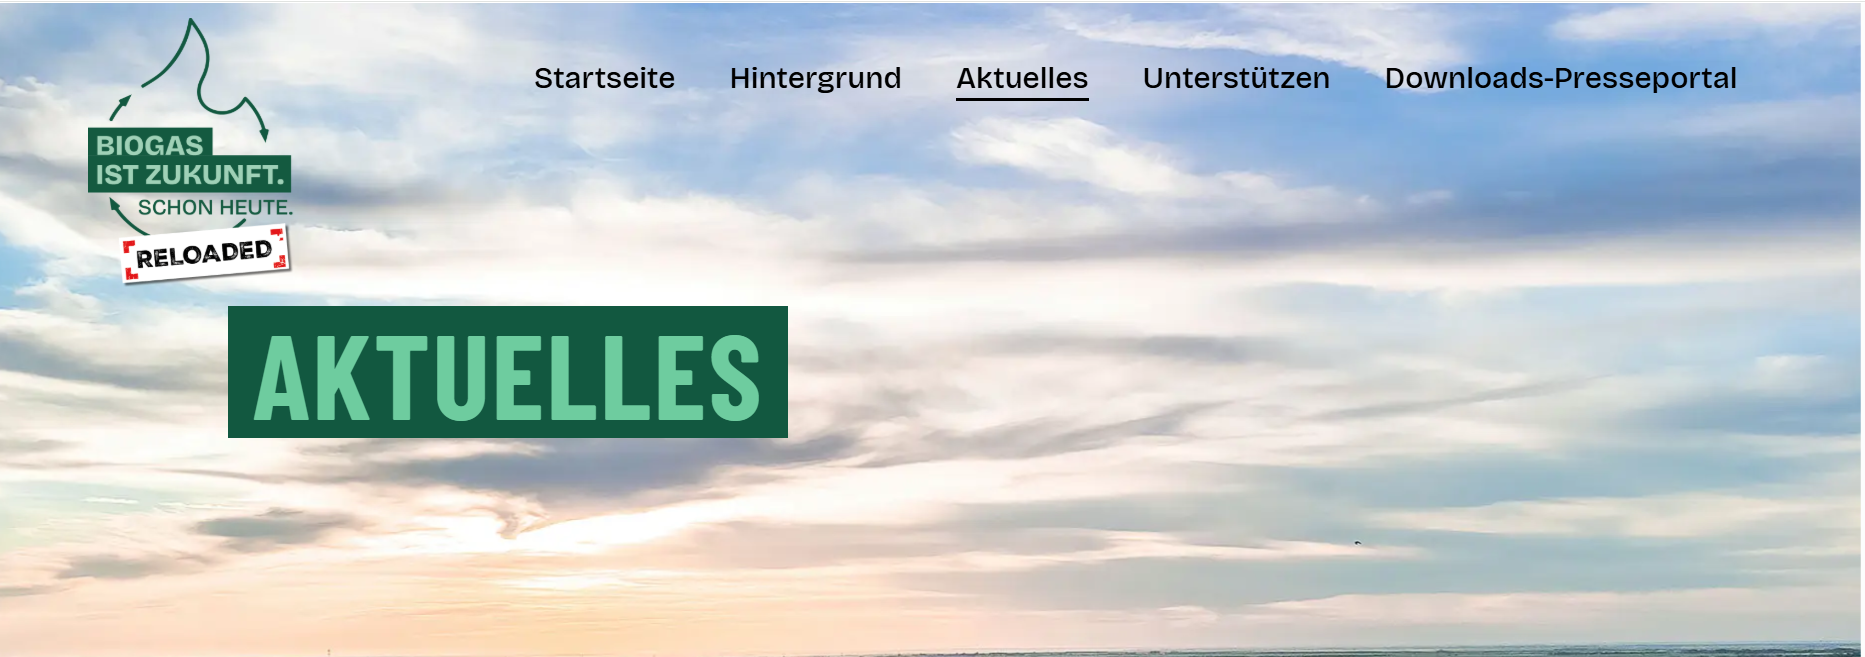 Startseite Hintergrund Aktuelles Unterstützen Downloads-Presseportal
BIOGAS
IST ZUKUNFT.
SCHON HEUTE.
RELOADED
AKTUELLES